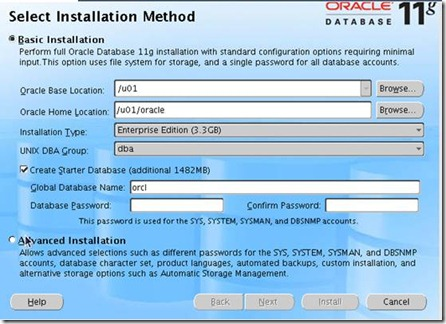 Select Installation Method
ORACLE
DATABASE 11g
Basic Installation
Perform full Oracle Database 11g installation with standard configuration options requiring minimal
input.This option uses file system for storage, and a single password for all database accounts.
Oracle Base Location: /u01 Browse...
Oracle Home Location: /u01/oracle Browse...
Installation Type: Enterprise Edition (3.3GB)
UNIX DBA Group: dba
Create Starter Database (additional 1482MB)
Global Database Name: orcl
Database Password: Confirm Password:
This password is used for the SYS, SYSTEM, SYSMAN, and DBSNMP accounts.
Advanced Installation
Allows advanced selections such as different passwords for the SYS, SYSTEM, SYSMAN, and DBSNMP
accounts, database character set, product languages, automated backups, custom installation, and
alternative storage options such as Automatic Storage Management.
Help Back Next Install Cancel